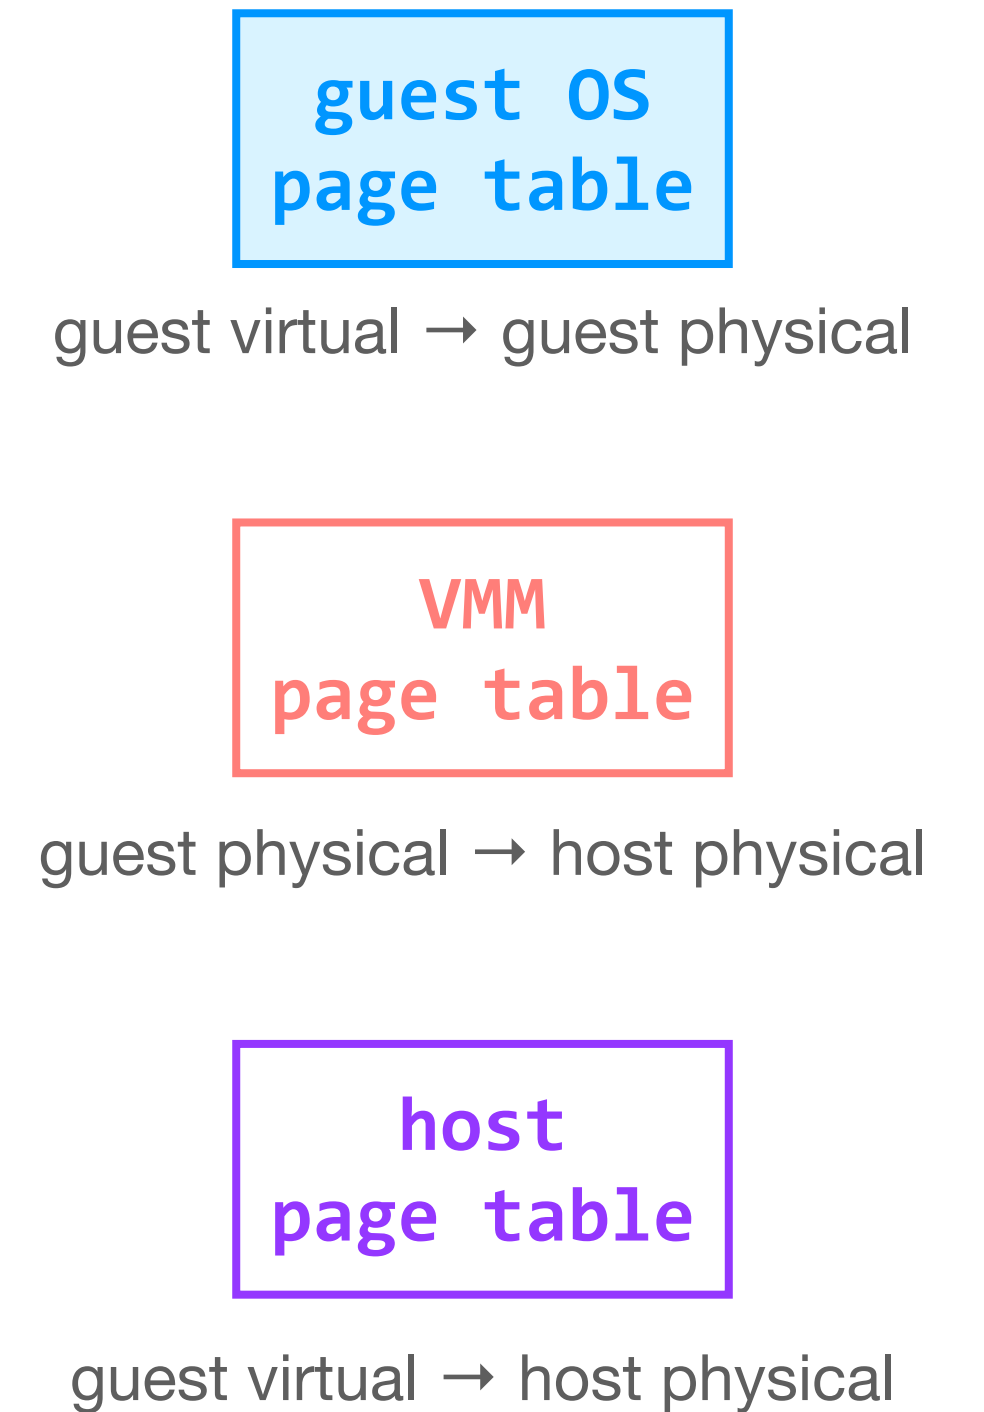 guest OS
page table
guest virtual → guest physical
VMM
page table
guest physical → host physical
host
page table
guest virtual → host physical